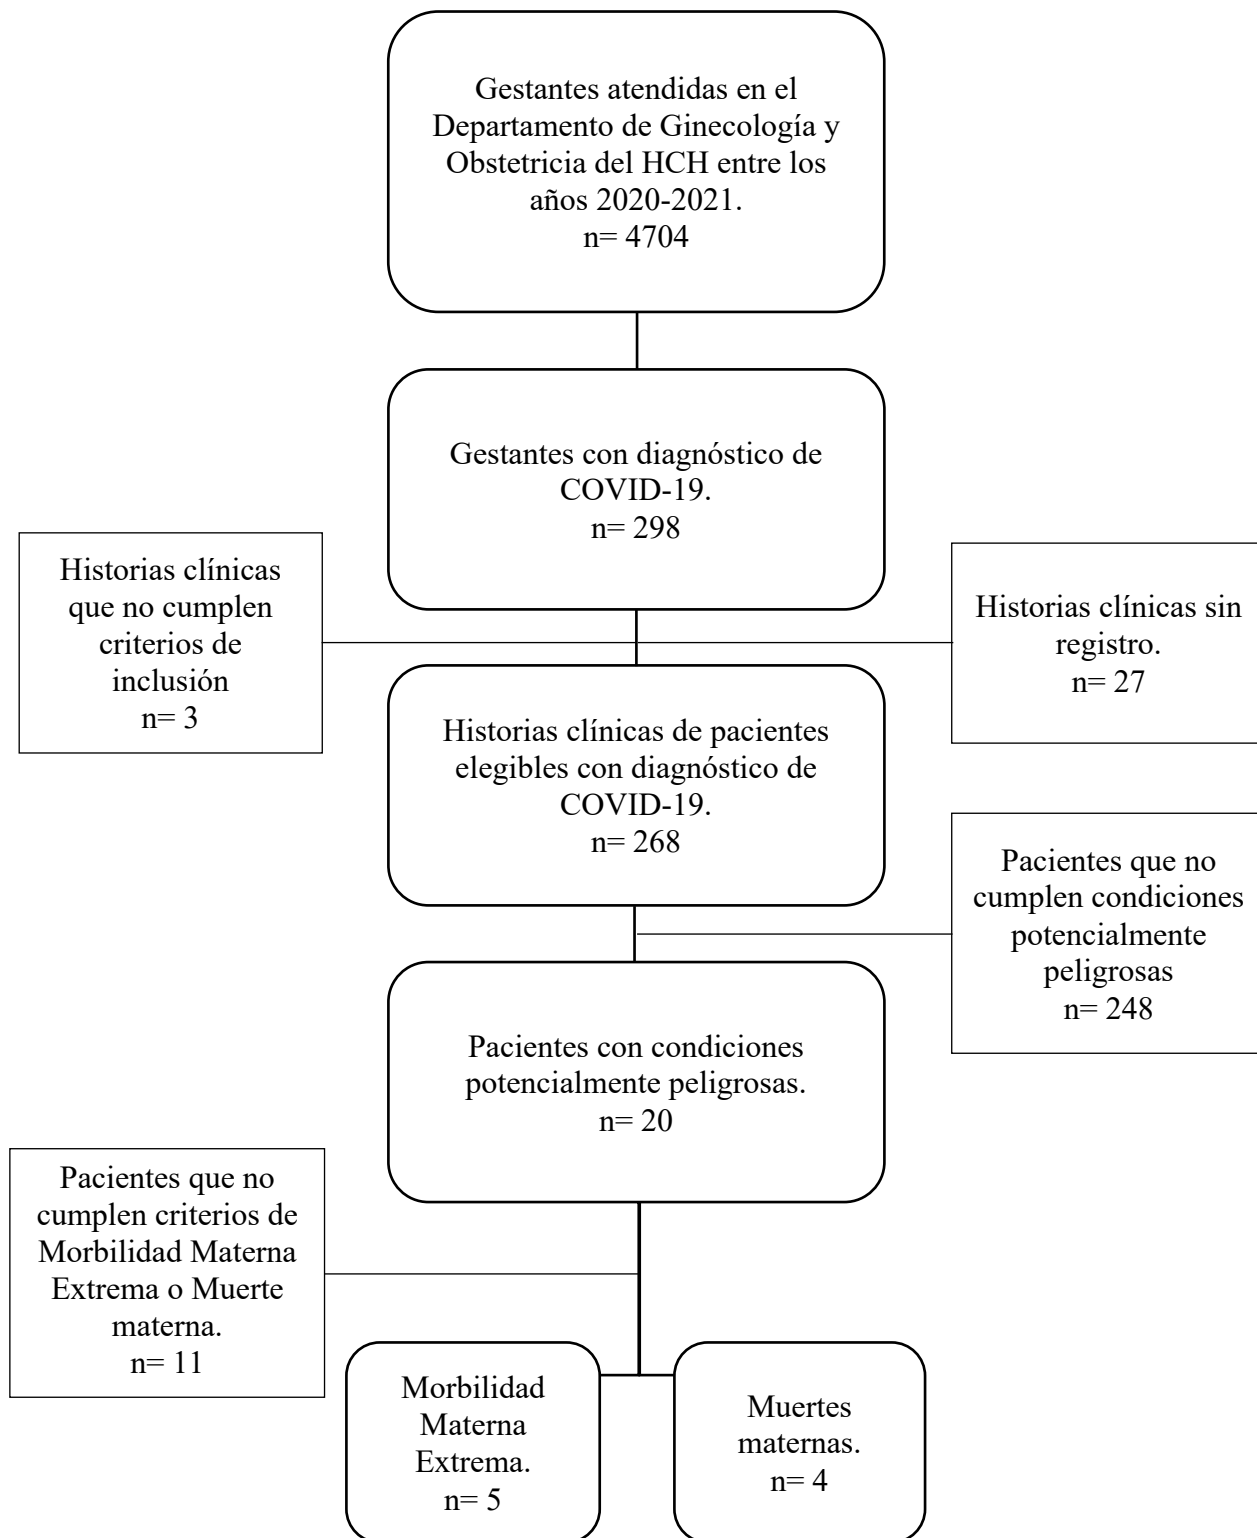 Gestantes atendidas en el
Departamento de Ginecología y
Obstetricia del HCH entre los
años 2020-2021.
n= 4704
Gestantes con diagnóstico de
COVID-19.
n= 298
Historias clínicas
que no cumplen
criterios de
inclusión
n= 3
Historias clínicas sin
registro.
n= 27
Historias clínicas de pacientes
elegibles con diagnóstico de
COVID-19.
n= 268
Pacientes que no
cumplen condiciones
potencialmente
peligrosas
n= 248
Pacientes con condiciones
potencialmente peligrosas.
n= 20
Pacientes que no
cumplen criterios de
Morbilidad Materna
Extrema o Muerte
materna.
n= 11
Morbilidad
Materna
Extrema.
n= 5
Muertes
maternas.
n= 4